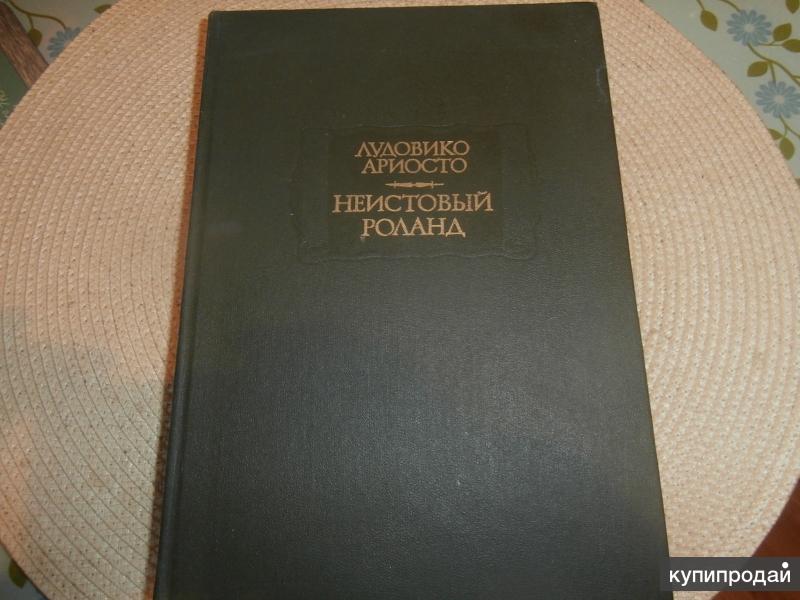 ЛУДОВИКО
АРИОСТО
НЕИСТОВЫЙ
РОЛАНД
купипродай